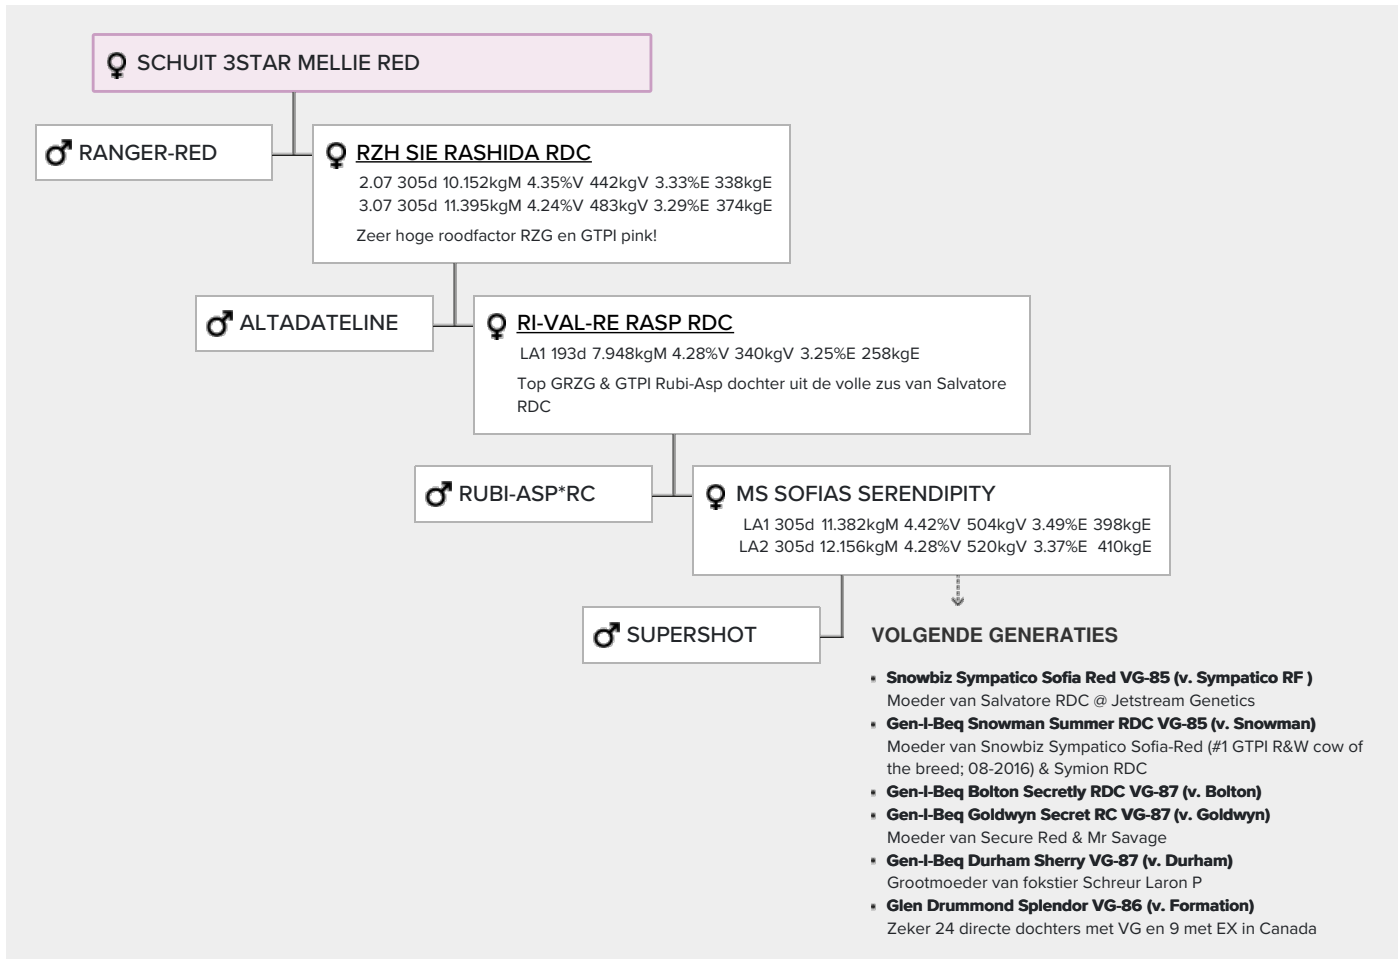 SCHUIT 3STAR MELLIE RED
RANGER-RED
RZH SIE RASHIDA RDC
2.07 305d 10.152kgM 4.35%V 442kgV 3.33%E 338kgE
3.07 305d 11.395kgM 4.24%V 483kgV 3.29%E 374kgE
Zeer hoge roodfactor RZG en GTPI pink!
ALTADATELINE
RI-VAL-RE RASP RDC
LA1 193d 7.948kgM 4.28%V 340kgV 3.25%E 258kgE
Top GRZG & GTPI Rubi-Asp dochter uit de volle zus van Salvatore
RDC
RUBI-ASP*RC
MS SOFIAS SERENDIPITY
LA1 305d 11.382kgM 4.42%V 504kgV 3.49%E 398kgE
LA2 305d 12.156kgM 4.28%V 520kgV 3.37%E 410kgE
SUPERSHOT
VOLGENDE GENERATIES
Snowbiz Sympatico Sofia Red VG-85 (v. Sympatico RF )
Moeder van Salvatore RDC @ Jetstream Genetics
Gen-I-Beq Snowman Summer RDC VG-85 (v. Snowman)
Moeder van Snowbiz Sympatico Sofia-Red (#1 GTPI R&W cow of
the breed; 08-2016) & Symion RDC
Gen-I-Beq Bolton Secretly RDC VG-87 (v. Bolton)
Gen-I-Beq Goldwyn Secret RC VG-87 (v. Goldwyn)
Moeder van Secure Red & Mr Savage
Gen-I-Beq Durham Sherry VG-87 (v. Durham)
Grootmoeder van fokstier Schreur Laron P
Glen Drummond Splendor VG-86 (v. Formation)
Zeker 24 directe dochters met VG en 9 met EX in Canada